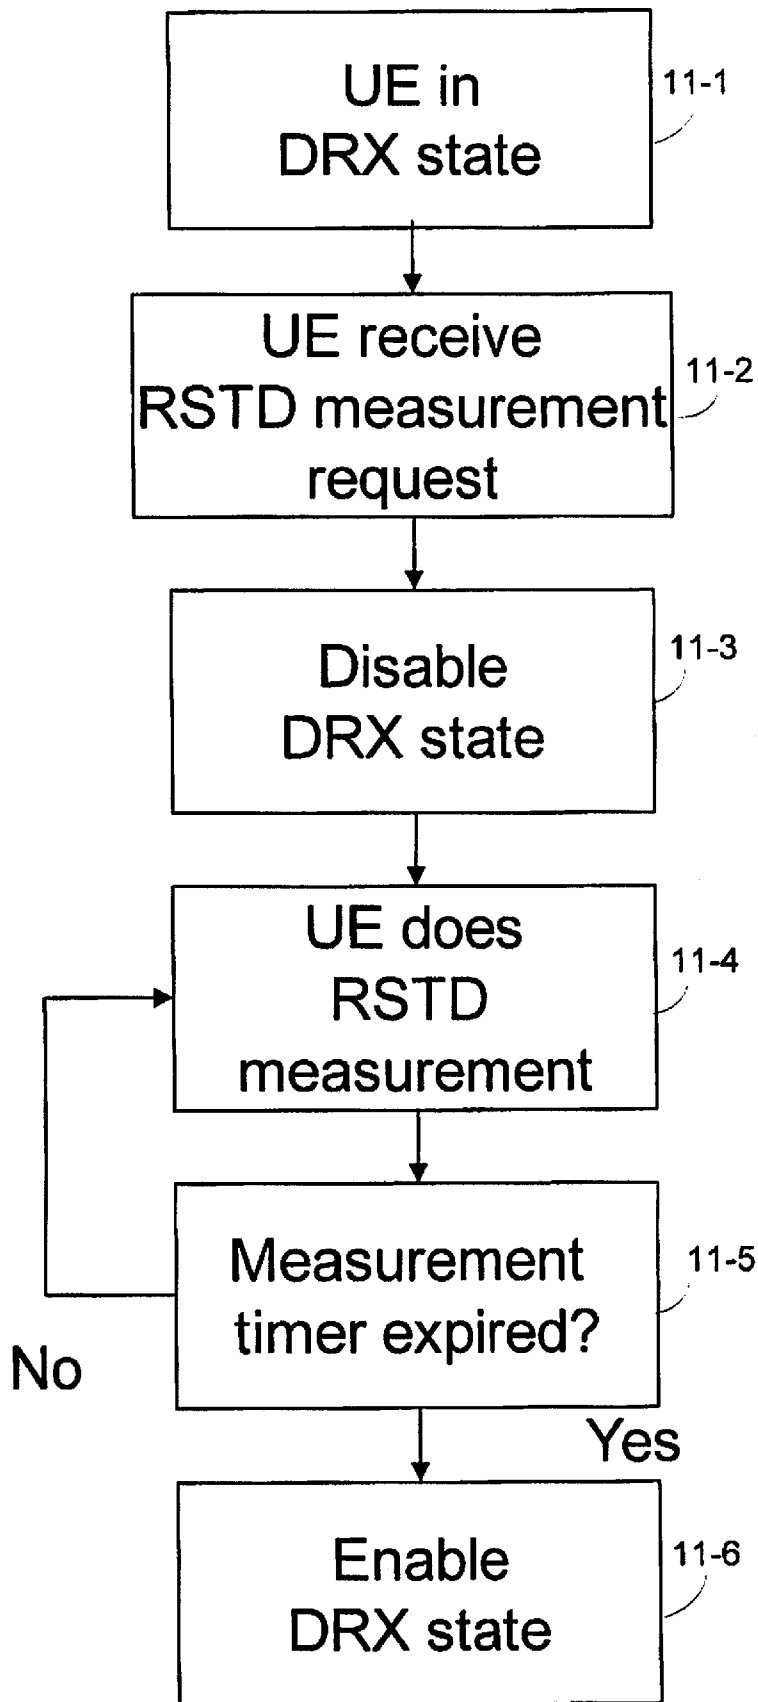 UE in
DRX state
11-1
UE receive
RSTD measurement
request
11-2
Disable
DRX state
11-3
UE does
RSTD
measurement
11-4
Measurement
timer expired?
11-5
No
Yes
Enable
DRX state
11-6